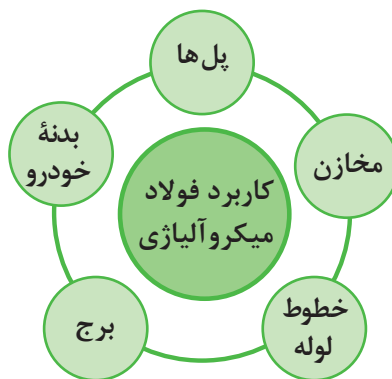 پل‌ها
بدنهٔ
خودرو
مخازن
کاربرد فولاد
میکروآلیاژی
برج
خطوط
لوله